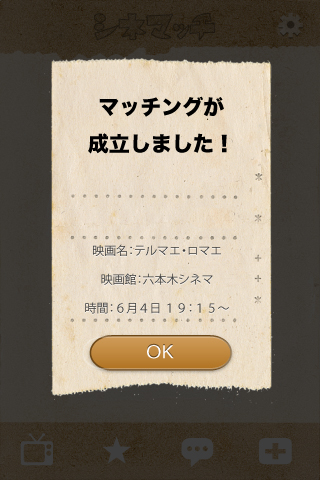 シネマッチ
マッチングが
成立しました！
映画名：テルマエ・ロマエ
映画館：六本木シネマ
時間：６月４日１９：１５～
OK